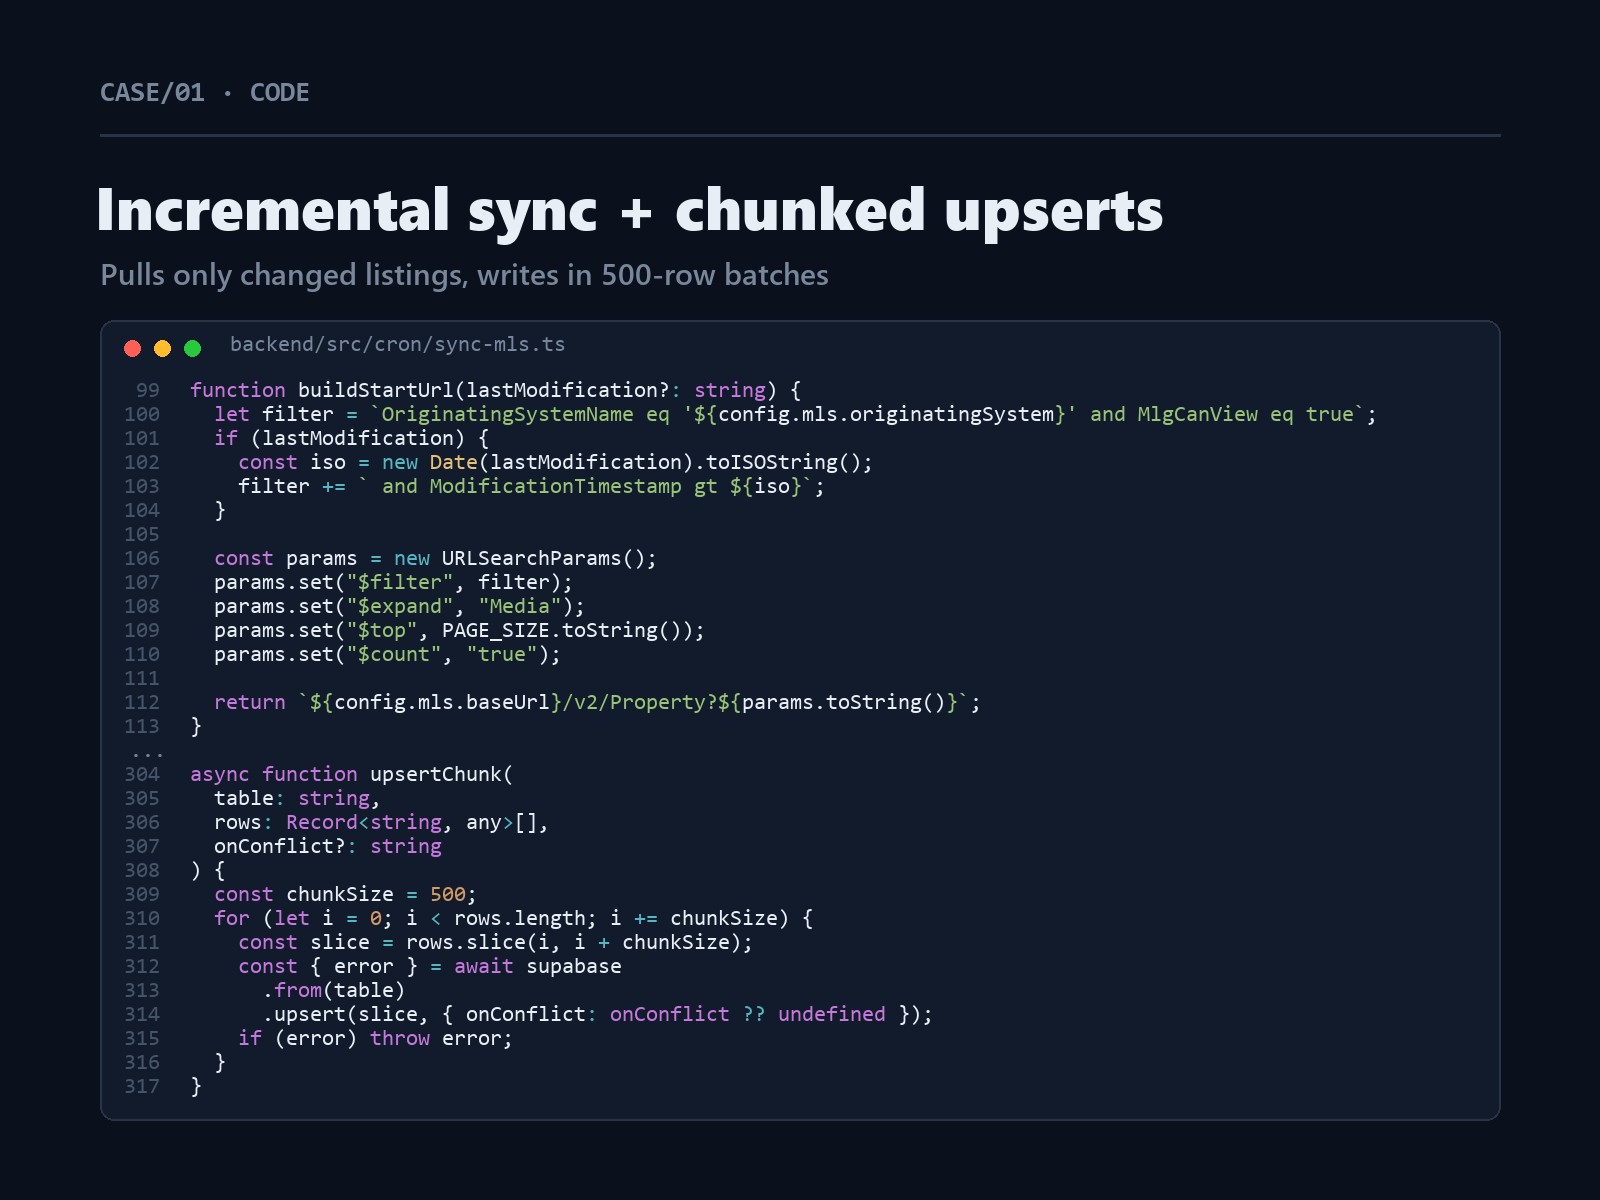 CASE/01 · CODE
Incremental sync + chunked upserts
Pulls only changed listings, writes in 500-row batches
backend/src/cron/sync-mls.ts
99 function buildStartUrl(lastModification?: string) {
100   let filter = `OriginatingSystemName eq '${config.mls.originatingSystem}' and MlgCanView eq true`;
101   if (lastModification) {
102     const iso = new Date(lastModification).toISOString();
103     filter += ` and ModificationTimestamp gt ${iso}`;
104   }
105
106   const params = new URLSearchParams();
107   params.set("$filter", filter);
108   params.set("$expand", "Media");
109   params.set("$top", PAGE_SIZE.toString());
110   params.set("$count", "true");
111
112   return `${config.mls.baseUrl}/v2/Property?${params.toString()}`;
113 }
...
304 async function upsertChunk(
305   table: string,
306   rows: Record<string, any>[],
307   onConflict?: string
308 ) {
309   const chunkSize = 500;
310   for (let i = 0; i < rows.length; i += chunkSize) {
311     const slice = rows.slice(i, i + chunkSize);
312     const { error } = await supabase
313       .from(table)
314       .upsert(slice, { onConflict: onConflict ?? undefined });
315     if (error) throw error;
316   }
317 }